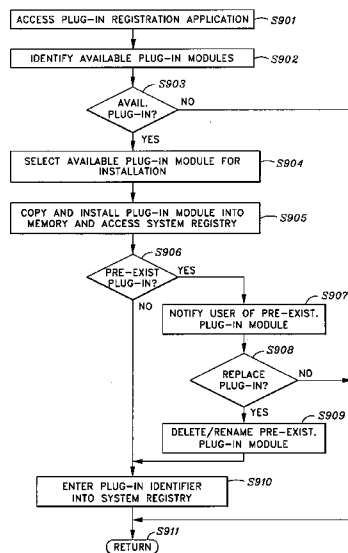 ACCESS PLUG-IN REGISTRATION APPLICATION
S901
IDENTIFY AVAILABLE PLUG-IN MODULES
S902
S903
AVAIL.
PLUG-IN?
NO
YES
SELECT AVAILABLE PLUG-IN MODULE FOR
INSTALLATION
S904
COPY AND INSTALL PLUG-IN MODULE INTO
MEMORY AND ACCESS SYSTEM REGISTRY
S905
S906
PRE-EXIST
PLUG-IN?
YES
NO
S907
NOTIFY USER OF PRE-EXIST.
PLUG-IN MODULE
S908
REPLACE
PLUG-IN?
NO
YES
S909
DELETE/RENAME PRE-EXIST.
PLUG-IN MODULE
ENTER PLUG-IN IDENTIFIER
INTO SYSTEM REGISTRY
S910
S911
RETURN